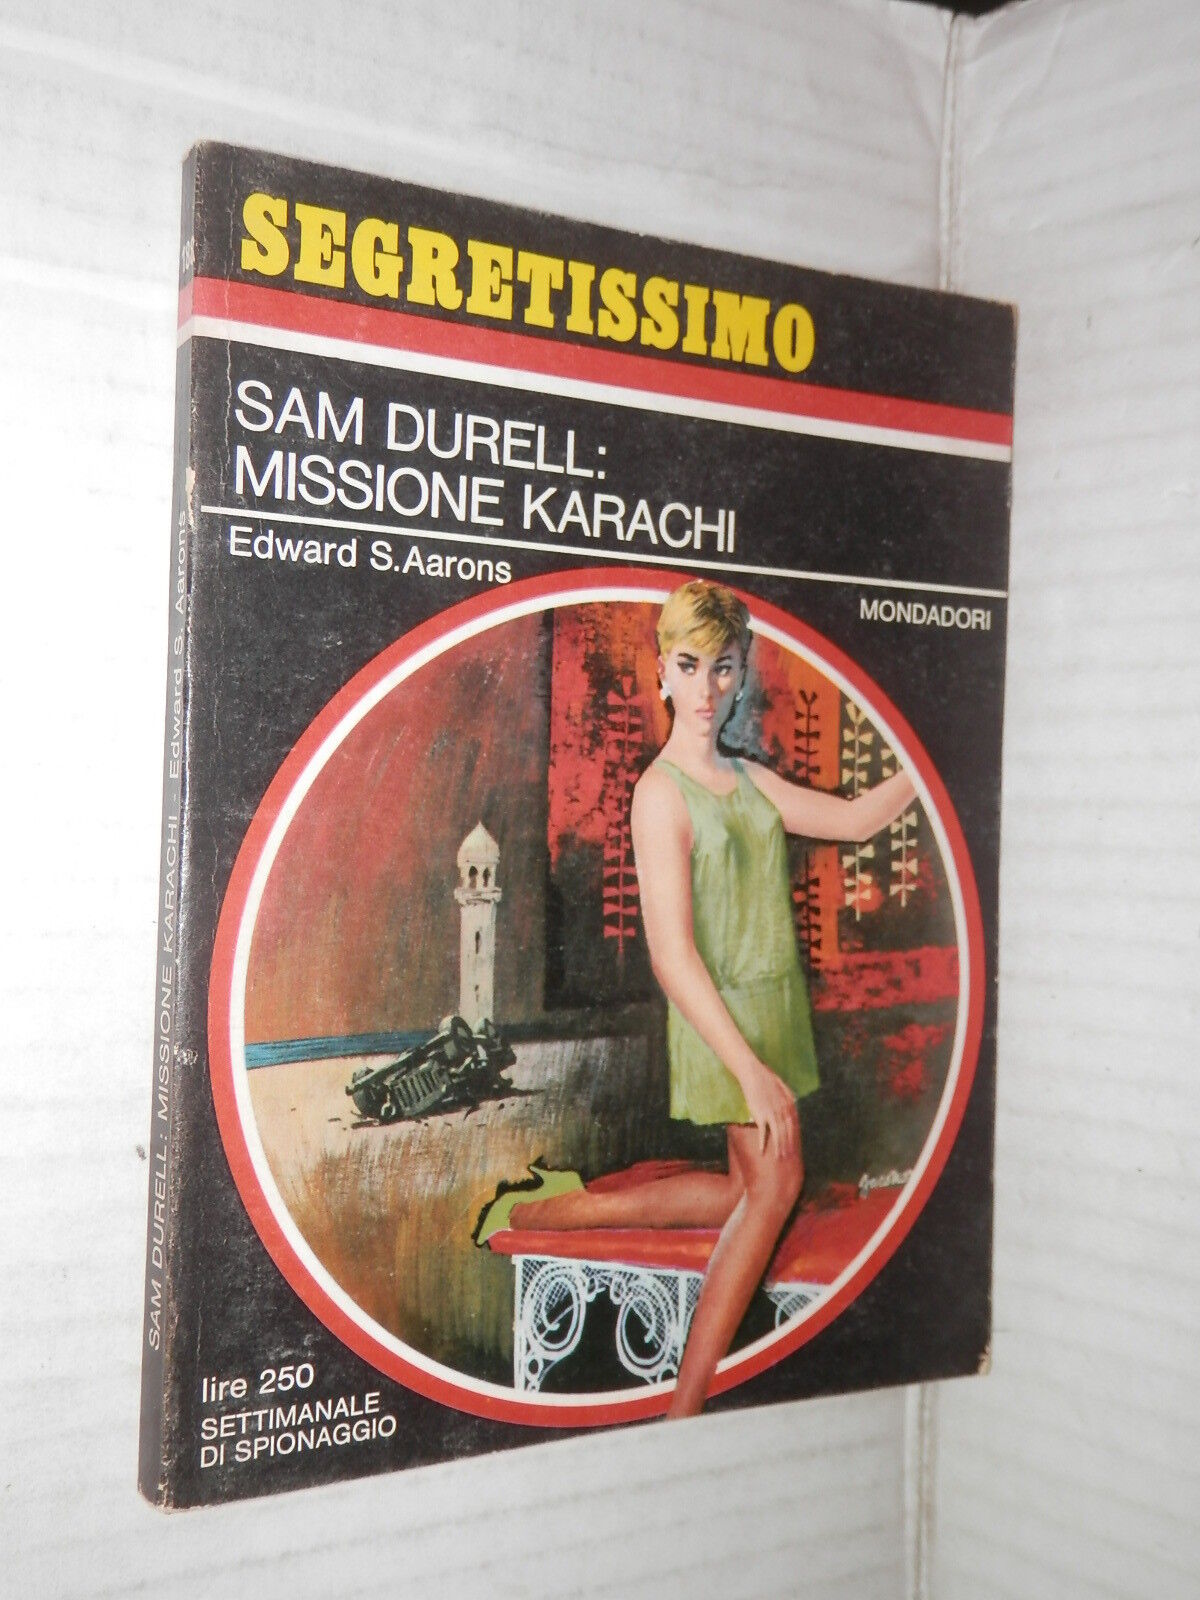 SEGRETISSIMO
SAM DURELL:
MISSIONE KARACHI
Edward S. Aarons
MONDADORI
lire 250
SETTIMANALE
DI SPIONAGGIO
SAM DURELL: MISSIONE KARACHI - Edward S. Aarons